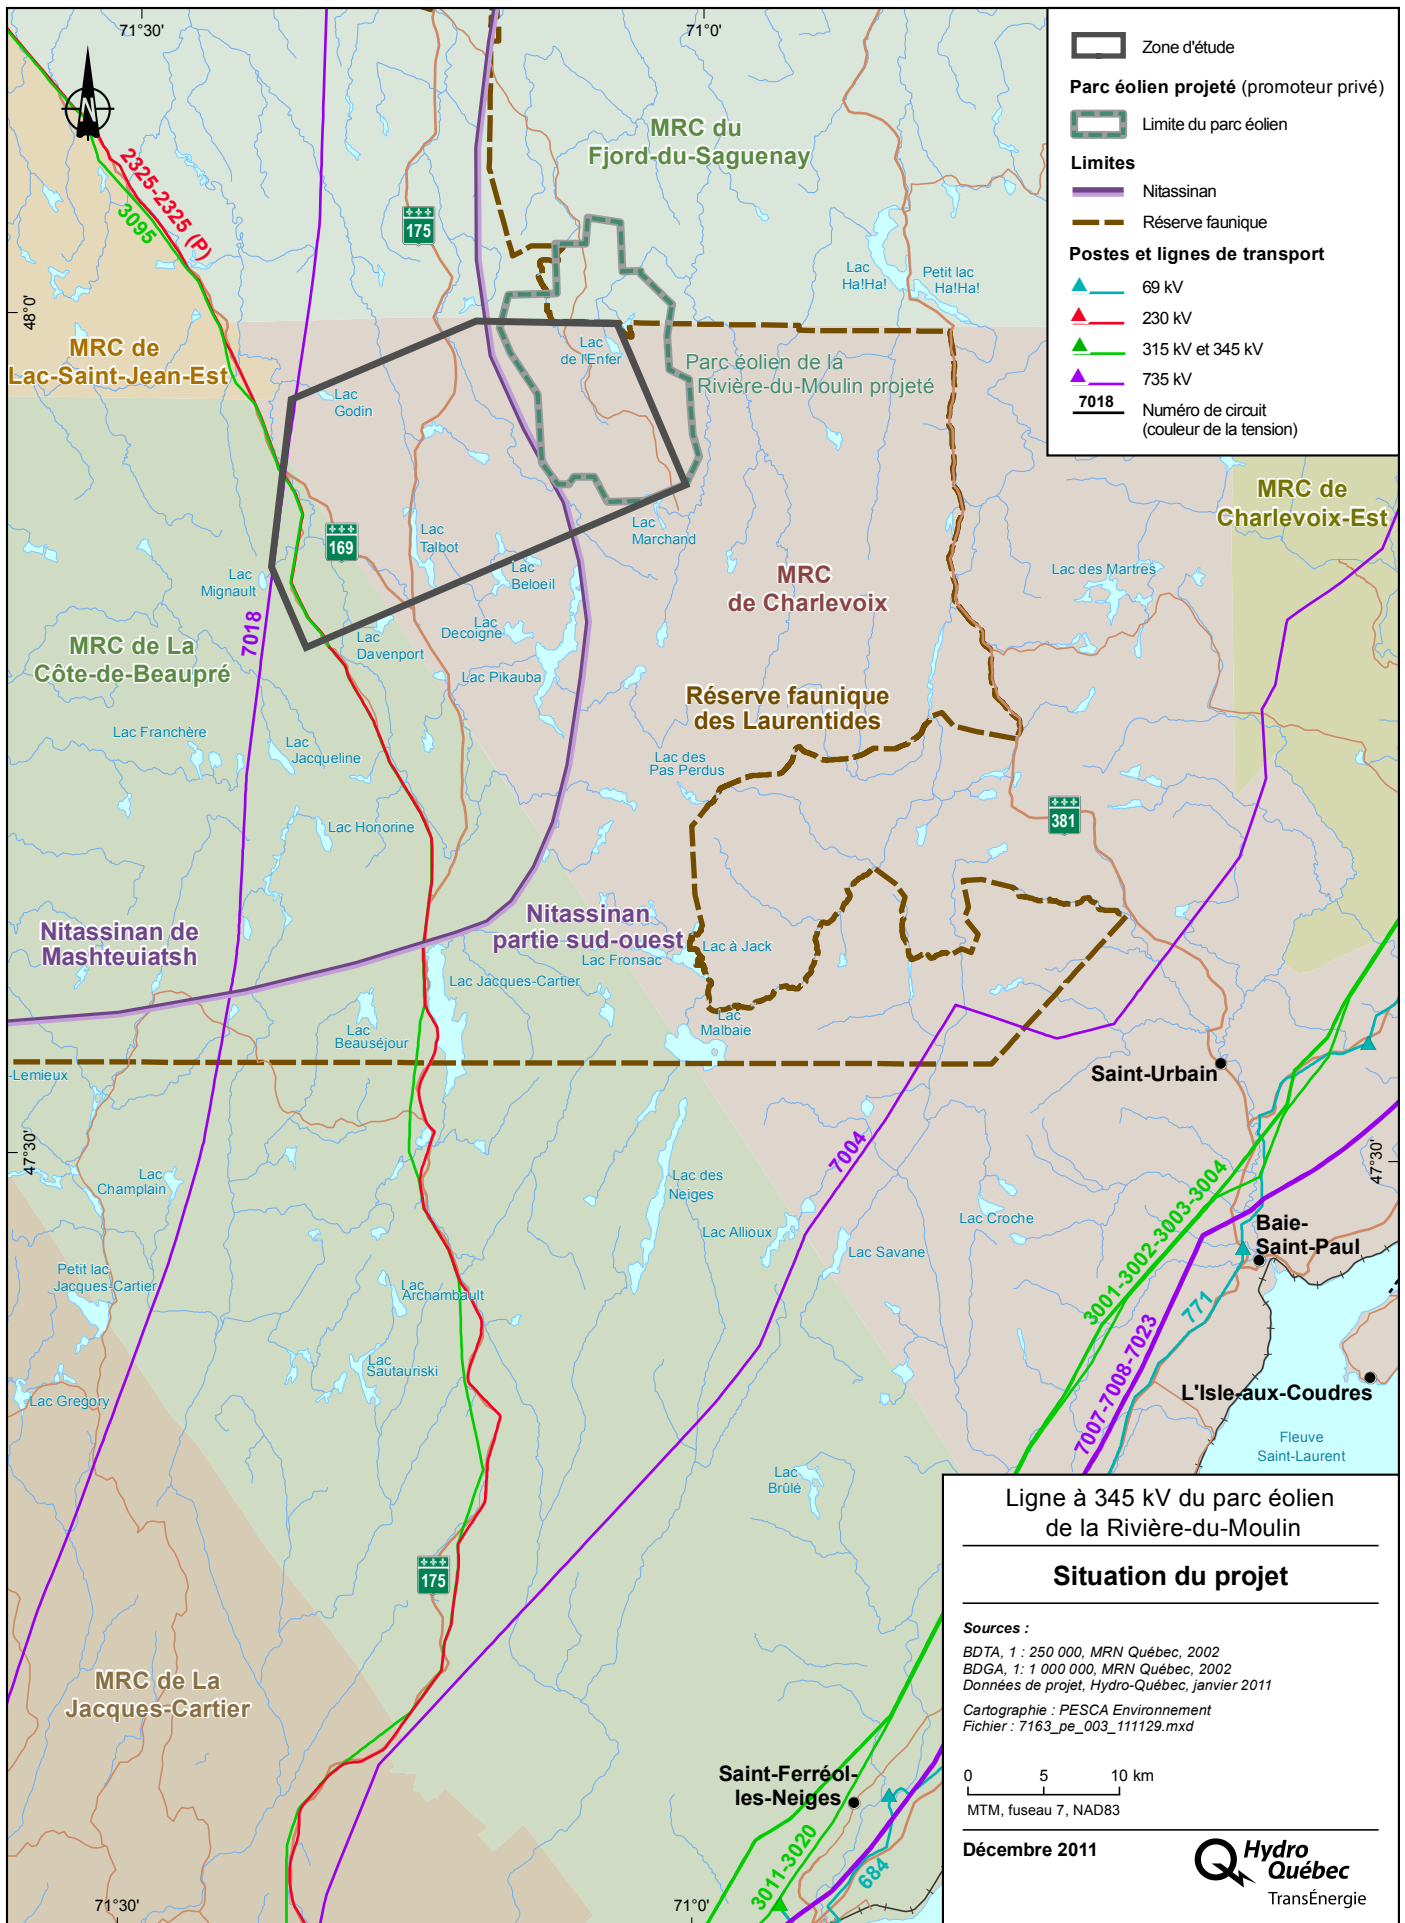 71°30'
71°0'
Zone d'étude
Parc éolien projeté (promoteur privé)
Limite du parc éolien
Limites
Nitassinan
Réserve faunique
Postes et lignes de transport
69 kV
230 kV
315 kV et 345 kV
735 kV
7018
Numéro de circuit
(couleur de la tension)
N
MRC du
Fjord-du-Saguenay
2325-2325 (P)
3095
175
Lac
Ha!Ha!
Petit lac
Ha!Ha!
48°0'
MRC de
Lac-Saint-Jean-Est
Lac
de l'Enfer
Parc éolien de la
Rivière-du-Moulin projeté
Lac
Godin
MRC de
Charlevoix-Est
169
Lac
Talbot
Lac
Marchand
Lac
Mignault
Lac
Beloeil
MRC
de Charlevoix
Lac des Martres
7018
Lac
Decoigne
Lac
Davenport
MRC de La
Côte-de-Beaupré
Lac Pikauba
Réserve faunique
des Laurentides
Lac Franchère
Lac
Jacqueline
Lac des
Pas Perdus
Lac Honorine
381
Nitassinan de
Mashteuiatsh
Nitassinan
partie sud-ouest
Lac à Jack
Lac Fronsac
Lac Jacques-Cartier
Lac
Malbaie
Lac
Beauséjour
-Lemieux
Saint-Urbain
47°30'
47°30'
7004
Lac
Champlain
Lac des
Neiges
Lac Croche
Lac Allioux
Lac Savane
3001-3002-3003-3004
Baie-
Saint-Paul
Petit lac
Jacques-Cartier
Lac
Archambault
771
7007-7008-7023
Lac
Sautauriski
Lac Gregory
L'Isle-aux-Coudres
Fleuve
Saint-Laurent
Lac
Brûlé
175
MRC de La
Jacques-Cartier
Saint-Ferréol-
les-Neiges
3011-3020
684
71°30'
71°0'
Ligne à 345 kV du parc éolien
de la Rivière-du-Moulin
Situation du projet
Sources :
BDTA, 1 : 250 000, MRN Québec, 2002
BDGA, 1: 1 000 000, MRN Québec, 2002
Données de projet, Hydro-Québec, janvier 2011
Cartographie : PESCA Environnement
Fichier : 7163_pe_003_111129.mxd
0 5 10 km
MTM, fuseau 7, NAD83
Décembre 2011
Hydro
Québec
TransÉnergie